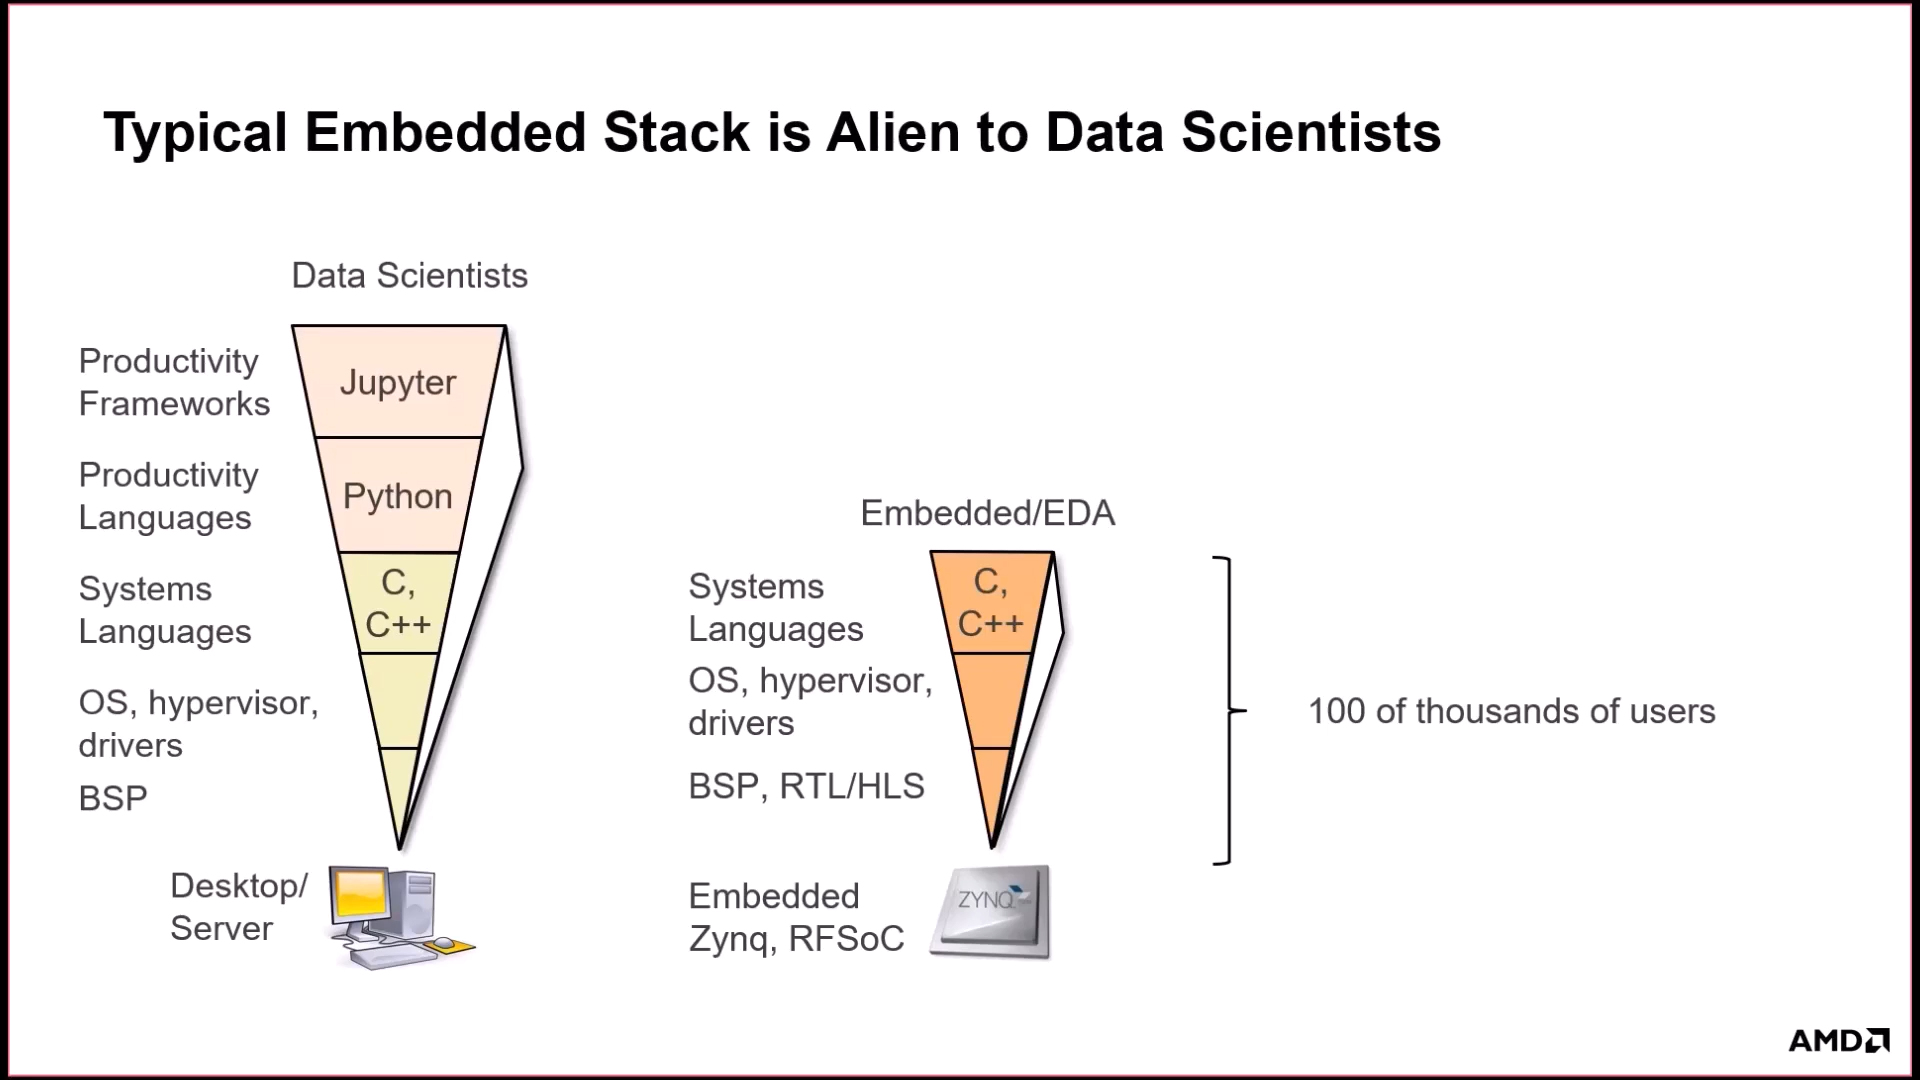 Typical Embedded Stack is Alien to Data Scientists
Data Scientists
Productivity
Frameworks
Jupyter
Productivity
Languages
Python
Systems
Languages
C,
C++
OS, hypervisor,
drivers
BSP
Desktop/
Server
Embedded/EDA
Systems
Languages
C,
C++
OS, hypervisor,
drivers
BSP, RTL/HLS
Embedded
Zynq, RFSoC
ZYNQ
100 of thousands of users
AMD